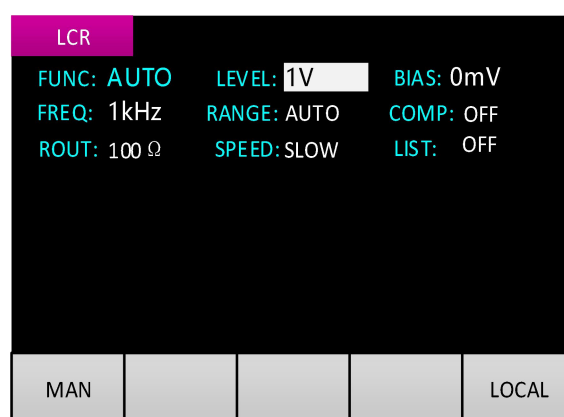 LCR
FUNC: AUTO LEVEL: 1V BIAS: 0mV
FREQ: 1kHz RANGE: AUTO COMP: OFF
ROUT: 100 Ω SPEED: SLOW LIST: OFF
MAN LOCAL